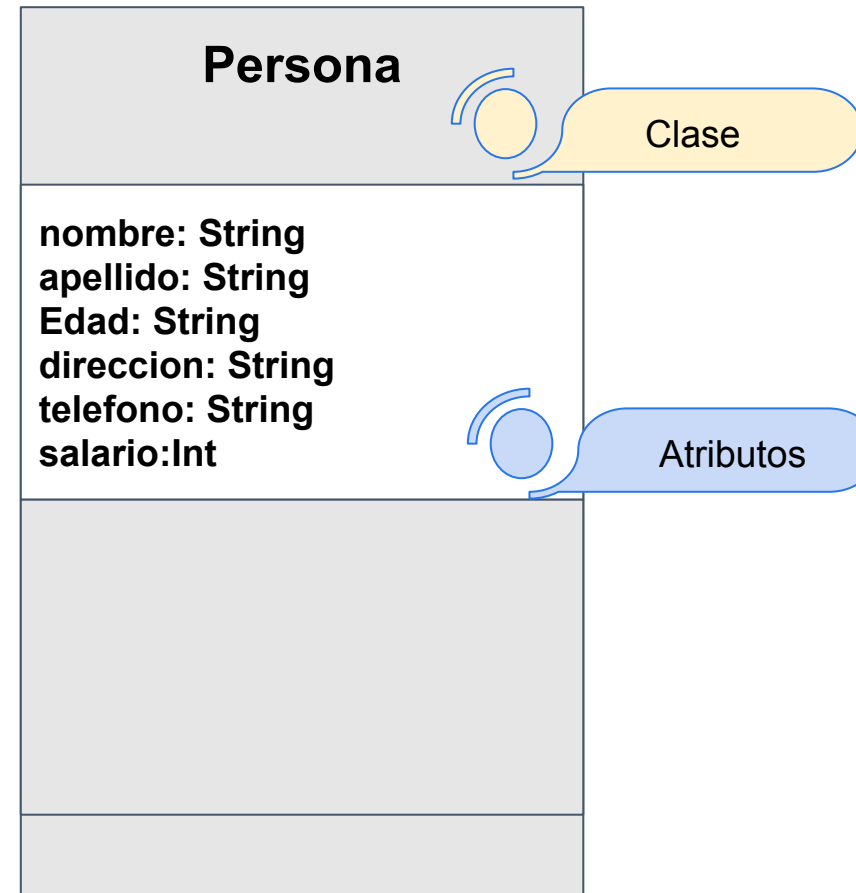 Persona
Clase
nombre: String
apellido: String
Edad: String
direccion: String
telefono: String
salario:Int
Atributos